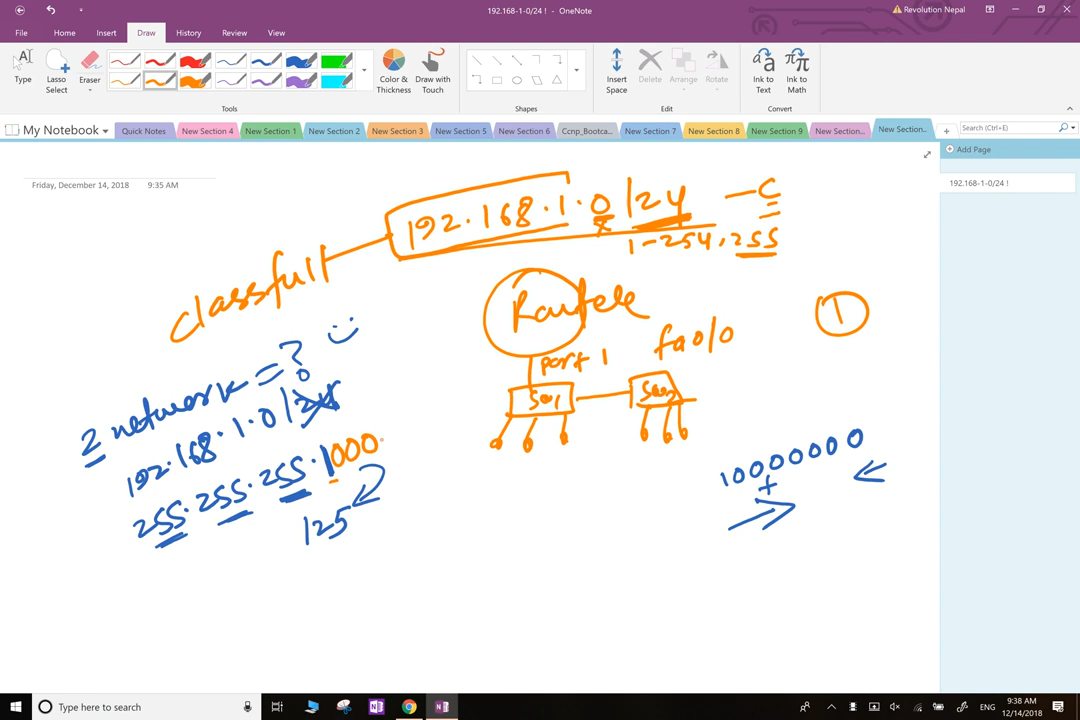 192.168-1-0/24 ! - OneNote
Revolution Nepal
File Home Insert Draw History Review View
Type
Lasso Select
Eraser
Color & Thickness
Draw with Touch
Insert Space
Delete
Arrange
Rotate
Ink to Text
Ink to Math
Tools
Shapes
Edit
Convert
My Notebook
Quick Notes
New Section 4
New Section 1
New Section 2
New Section 3
New Section 5
New Section 6
Ccnp_Bootca...
New Section 7
New Section 8
New Section 9
New Section...
New Section...
Search (Ctrl+E)
Add Page
192.168-1-0/24 !
Friday, December 14, 2018 9:35 AM
192.168.1.0/24 - C
1-254,255
classfull
1
fa0/0
port 1
2 network = ?
0
192.168.1.0/24
255.255.255.1000
125
10000000
+
Type here to search
ENG
9:38 AM
12/14/2018